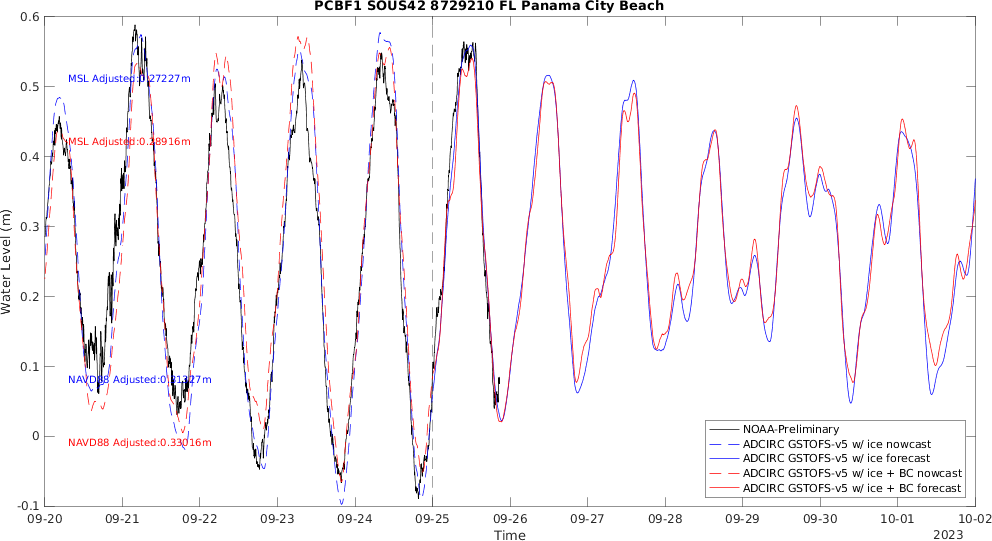 PCBF1 SOUS42 8729210 FL Panama City Beach
Water Level (m)
0.6
0.5
0.4
0.3
0.2
0.1
0
-0.1
MSL Adjusted:0.27227m
MSL Adjusted:0.28916m
NAVD88 Adjusted:0.31327m
NAVD88 Adjusted:0.33016m
NOAA-Preliminary
ADCIRC GSTOFS-v5 w/ ice nowcast
ADCIRC GSTOFS-v5 w/ ice forecast
ADCIRC GSTOFS-v5 w/ ice + BC nowcast
ADCIRC GSTOFS-v5 w/ ice + BC forecast
09-20 09-21 09-22 09-23 09-24 09-25 09-26 09-27 09-28 09-29 09-30 10-01 10-02
Time
2023